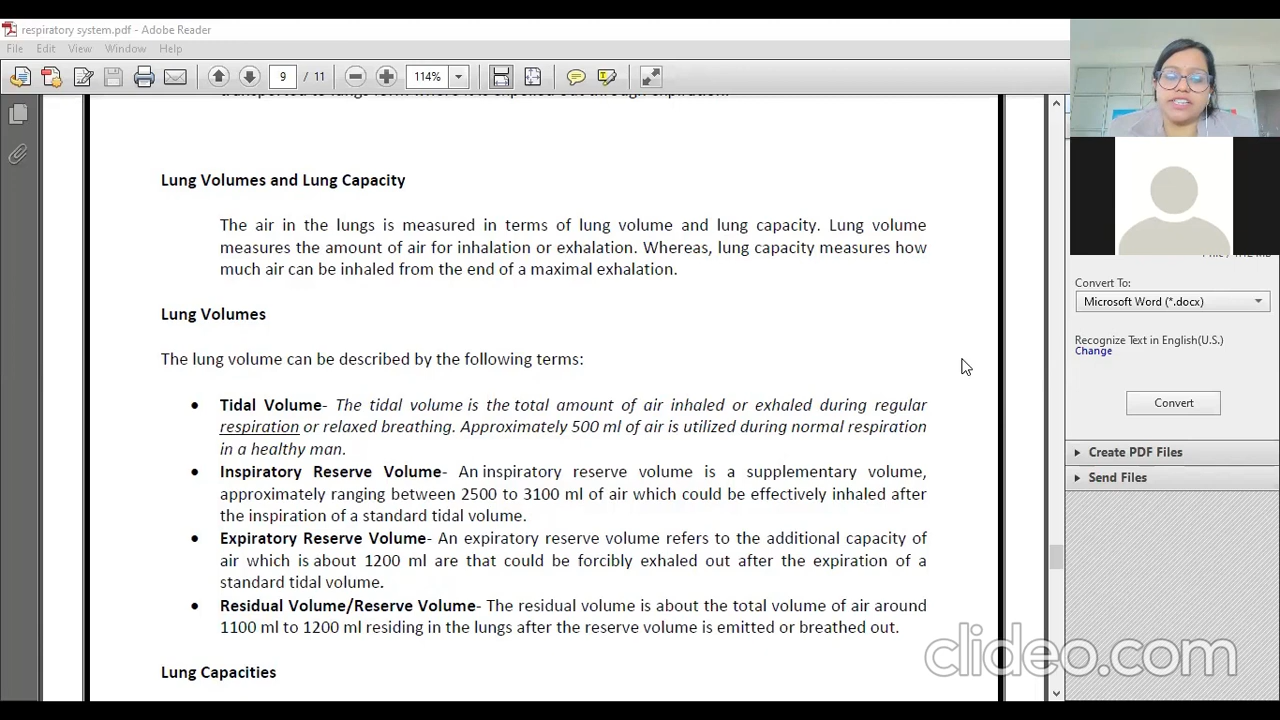 respiratory system.pdf - Adobe Reader
File Edit View Window Help
9 / 11 114%
Lung Volumes and Lung Capacity
The air in the lungs is measured in terms of lung volume and lung capacity. Lung volume
measures the amount of air for inhalation or exhalation. Whereas, lung capacity measures how
much air can be inhaled from the end of a maximal exhalation.
Lung Volumes
The lung volume can be described by the following terms:
• Tidal Volume- The tidal volume is the total amount of air inhaled or exhaled during regular
respiration or relaxed breathing. Approximately 500 ml of air is utilized during normal respiration
in a healthy man.
• Inspiratory Reserve Volume- An inspiratory reserve volume is a supplementary volume,
approximately ranging between 2500 to 3100 ml of air which could be effectively inhaled after
the inspiration of a standard tidal volume.
• Expiratory Reserve Volume- An expiratory reserve volume refers to the additional capacity of
air which is about 1200 ml are that could be forcibly exhaled out after the expiration of a
standard tidal volume.
• Residual Volume/Reserve Volume- The residual volume is about the total volume of air around
1100 ml to 1200 ml residing in the lungs after the reserve volume is emitted or breathed out.
Lung Capacities
Convert To:
Microsoft Word (*.docx)
Recognize Text in English(U.S.)
Change
Convert
Create PDF Files
Send Files
clideo.com